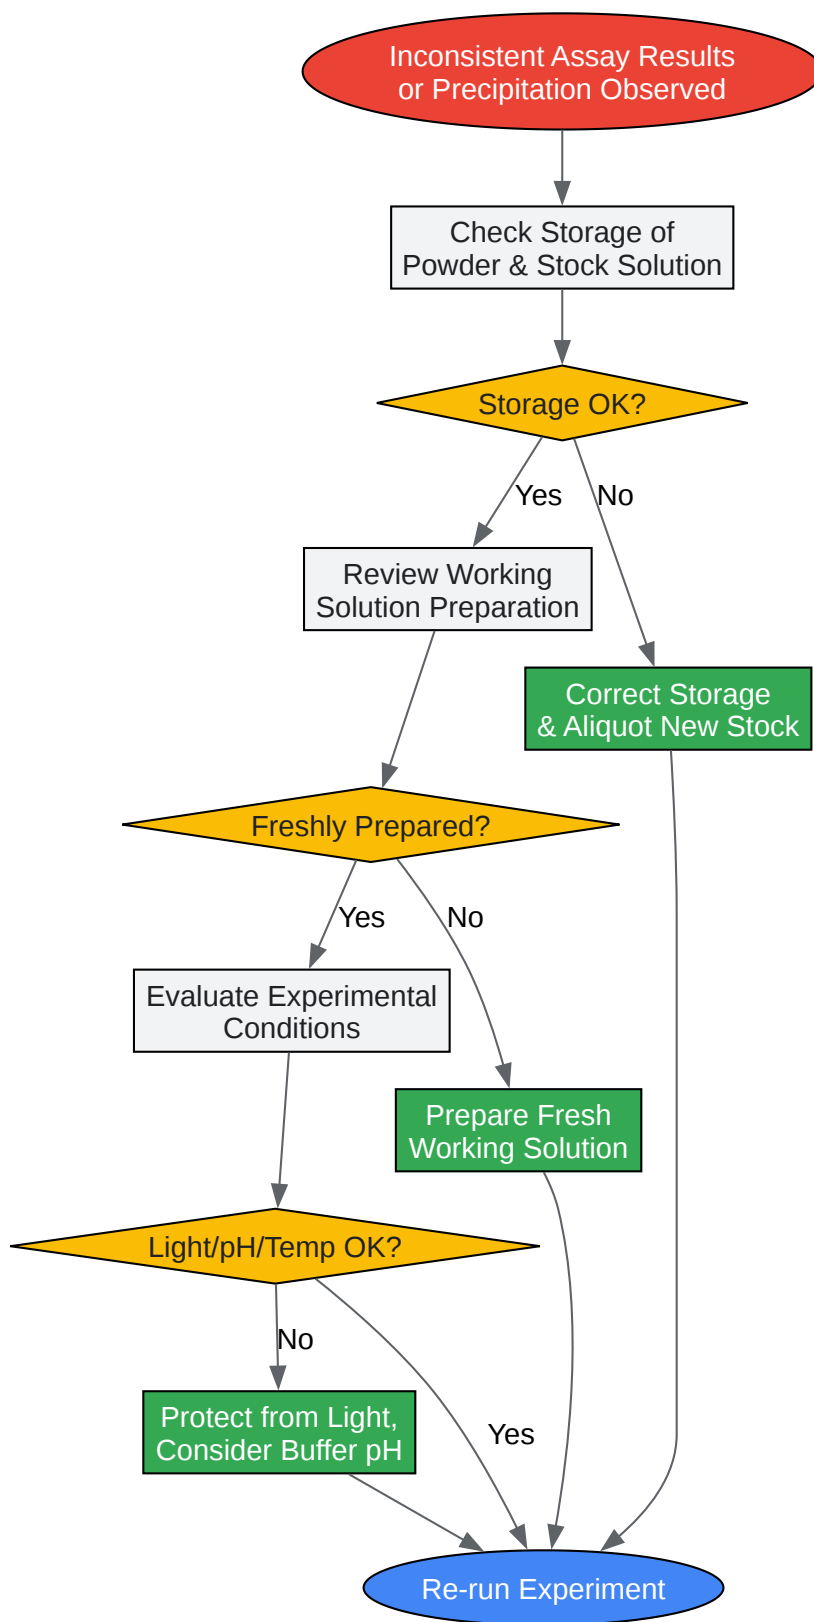 Inconsistent Assay Results
or Precipitation Observed
Check Storage of
Powder & Stock Solution
Storage OK?
Yes
No
Review Working
Solution Preparation
Correct Storage
& Aliquot New Stock
Freshly Prepared?
Yes
No
Evaluate Experimental
Conditions
Prepare Fresh
Working Solution
Light/pH/Temp OK?
No
Protect from Light,
Consider Buffer pH
Yes
Re-run Experiment